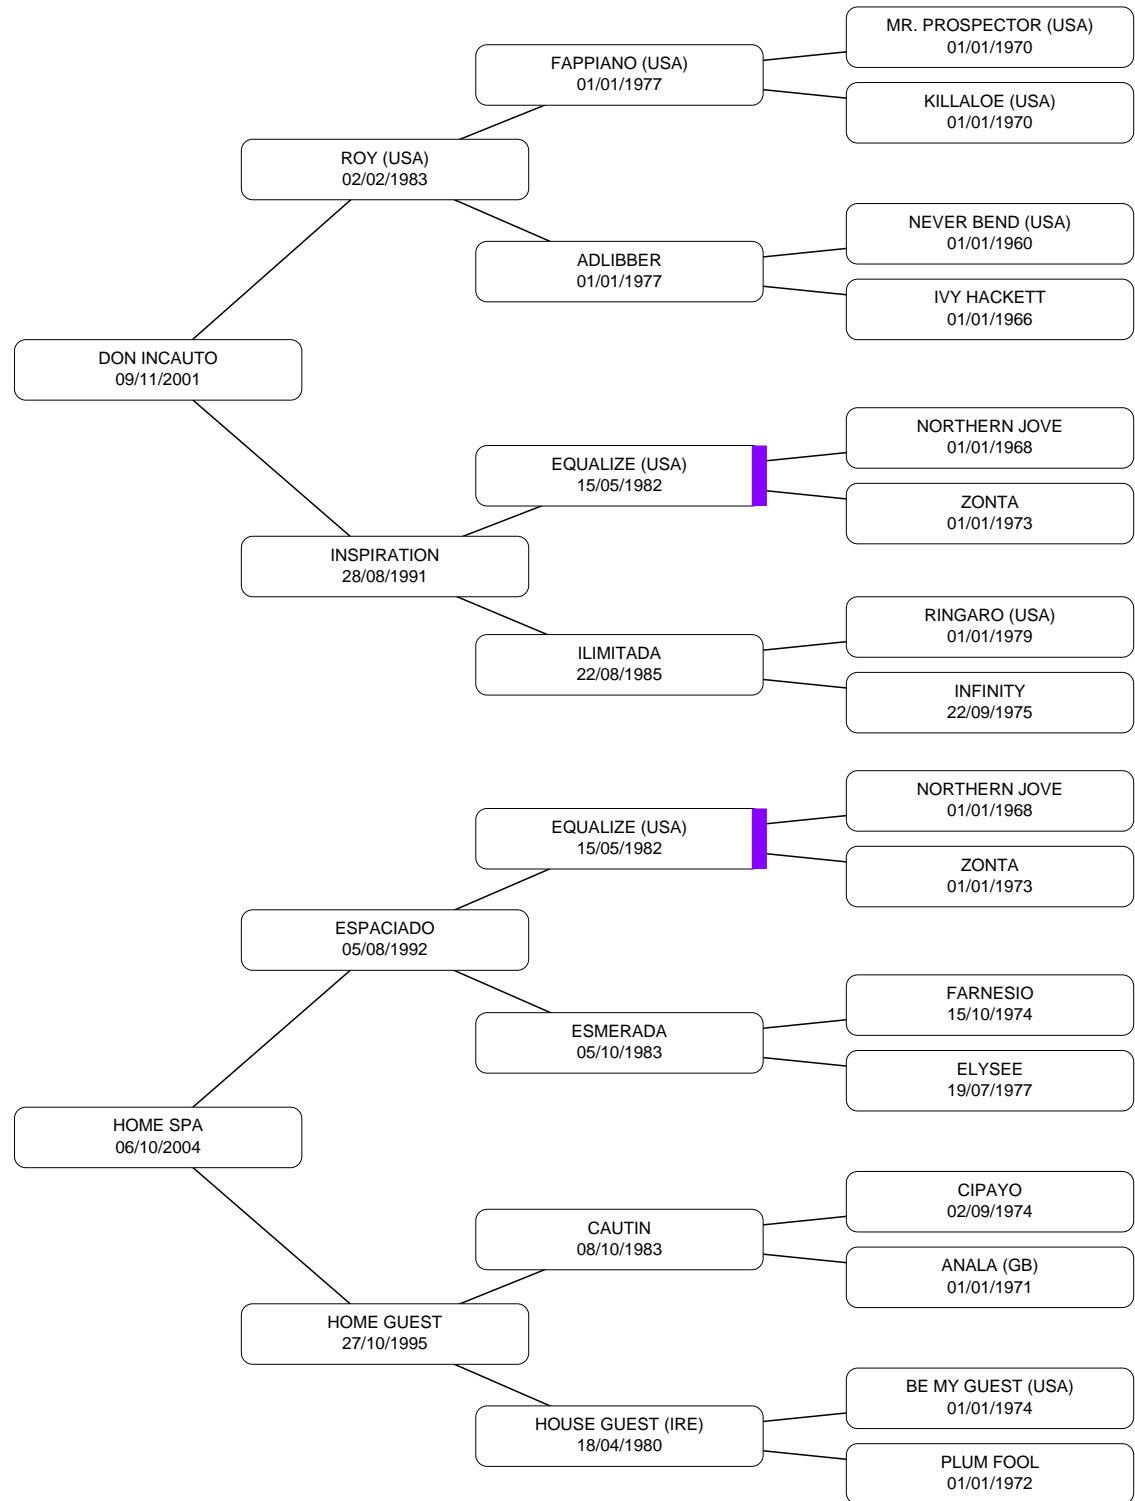 MR. PROSPECTOR (USA)
01/01/1970
FAPPIANO (USA)
01/01/1977
KILLALOE (USA)
01/01/1970
ROY (USA)
02/02/1983
NEVER BEND (USA)
01/01/1960
ADLIBBER
01/01/1977
IVY HACKETT
01/01/1966
DON INCAUTO
09/11/2001
NORTHERN JOVE
01/01/1968
EQUALIZE (USA)
15/05/1982
ZONTA
01/01/1973
INSPIRATION
28/08/1991
RINGARO (USA)
01/01/1979
ILIMITADA
22/08/1985
INFINITY
22/09/1975
NORTHERN JOVE
01/01/1968
EQUALIZE (USA)
15/05/1982
ZONTA
01/01/1973
ESPACIADO
05/08/1992
FARNESIO
15/10/1974
ESMERADA
05/10/1983
ELYSEE
19/07/1977
HOME SPA
06/10/2004
CIPAYO
02/09/1974
CAUTIN
08/10/1983
ANALA (GB)
01/01/1971
HOME GUEST
27/10/1995
BE MY GUEST (USA)
01/01/1974
HOUSE GUEST (IRE)
18/04/1980
PLUM FOOL
01/01/1972